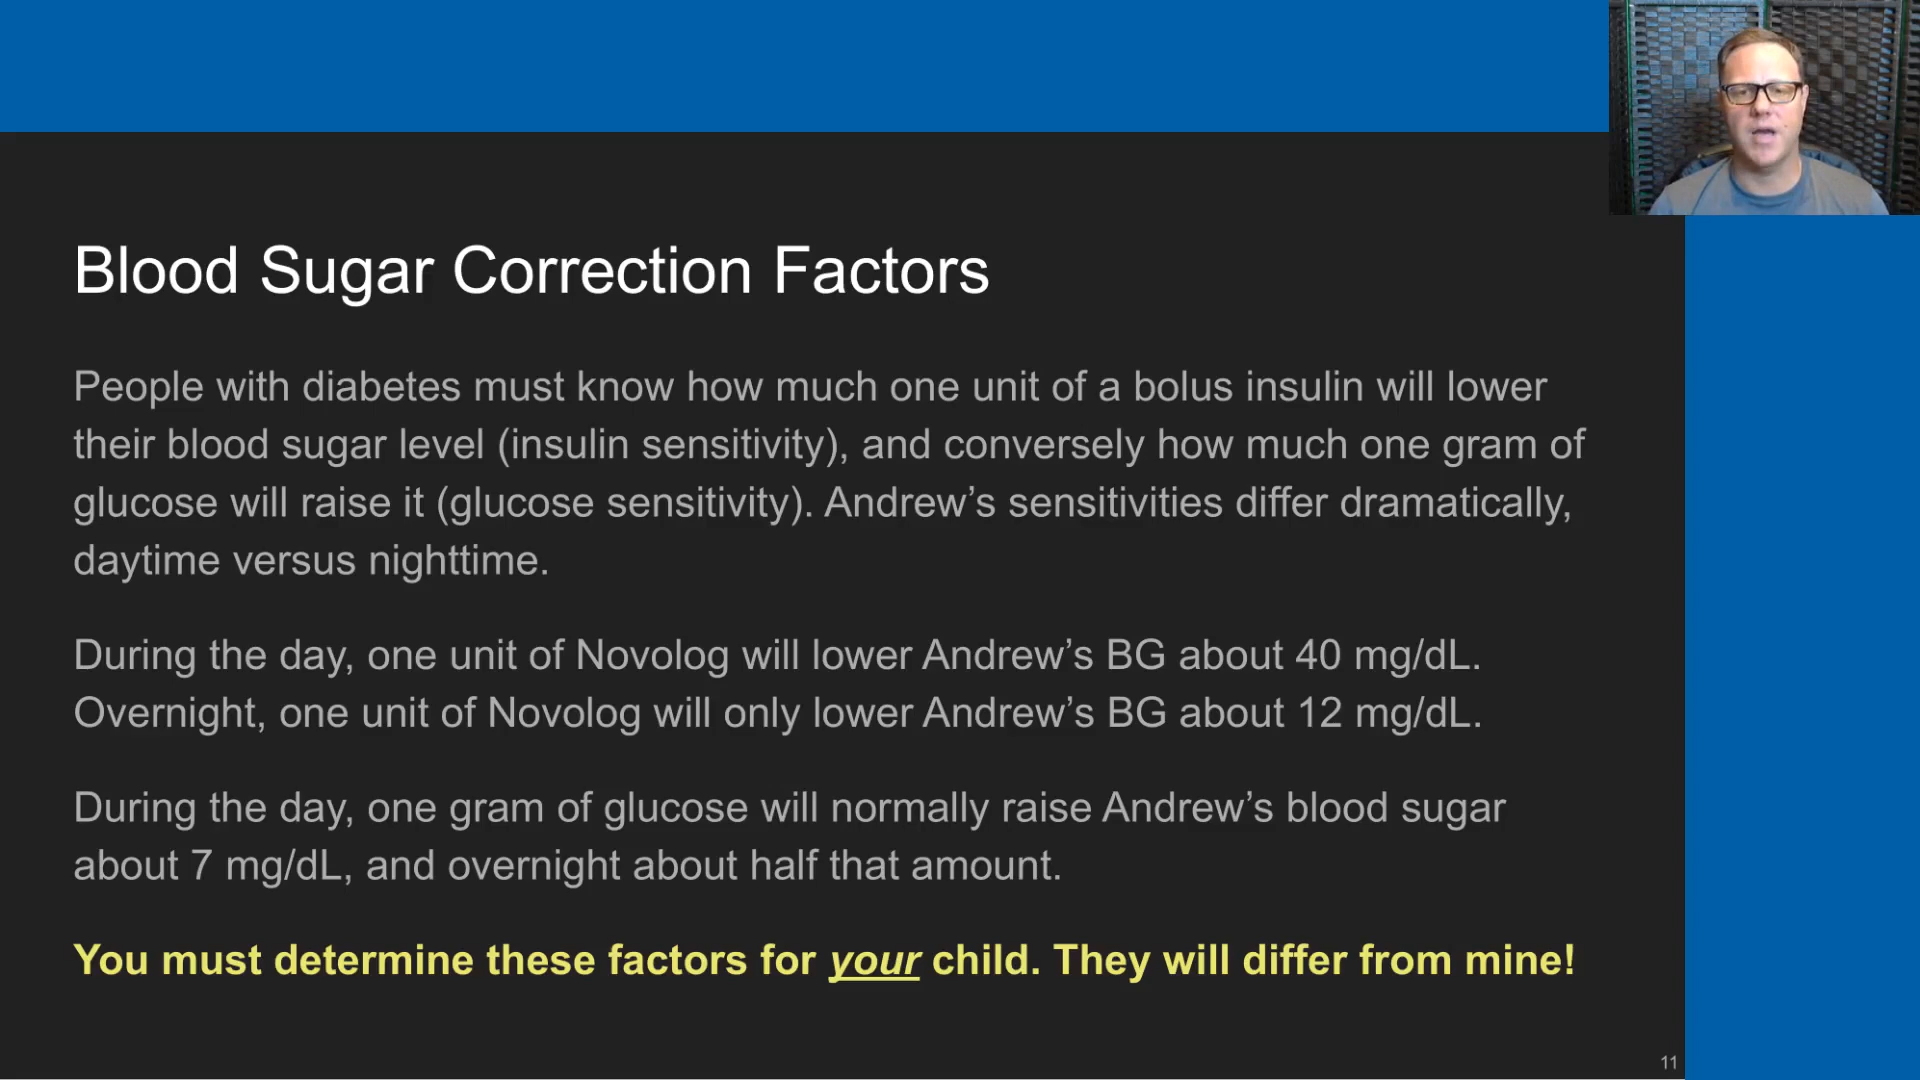 Blood Sugar Correction Factors
People with diabetes must know how much one unit of a bolus insulin will lower
their blood sugar level (insulin sensitivity), and conversely how much one gram of
glucose will raise it (glucose sensitivity). Andrew’s sensitivities differ dramatically,
daytime versus nighttime.
During the day, one unit of Novolog will lower Andrew’s BG about 40 mg/dL.
Overnight, one unit of Novolog will only lower Andrew’s BG about 12 mg/dL.
During the day, one gram of glucose will normally raise Andrew’s blood sugar
about 7 mg/dL, and overnight about half that amount.
You must determine these factors for your child. They will differ from mine!
11